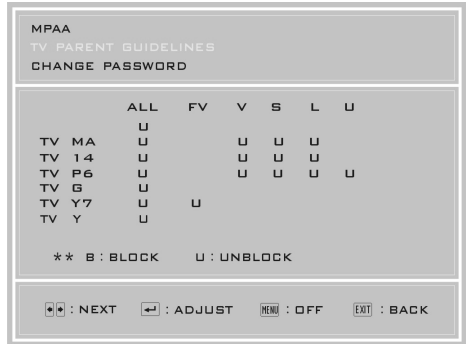 MPAA
TV PARENT GUIDELINES
CHANGE PASSWORD
ALL FV V S L U
U
TV MA U U U U
TV 14 U U U U
TV P6 U U U U U
TV G U
TV Y7 U U
TV Y U
** B : BLOCK U : UNBLOCK
: NEXT : ADJUST MENU : OFF EXIT : BACK